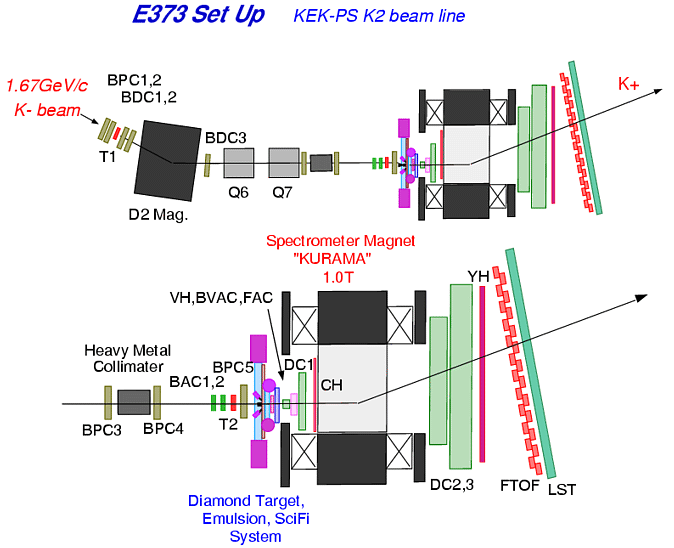 E373 Set Up KEK-PS K2 beam line
1.67GeV/c
K- beam
BPC1,2
BDC1,2
T1
D2 Mag.
BDC3
Q6
Q7
K+
Spectrometer Magnet
"KURAMA"
1.0T
VH,BVAC,FAC
YH
Heavy Metal
Collimater
BAC1,2
BPC5
DC1
CH
BPC3
BPC4
T2
DC2,3
FTOF
LST
Diamond Target,
Emulsion, SciFi
System